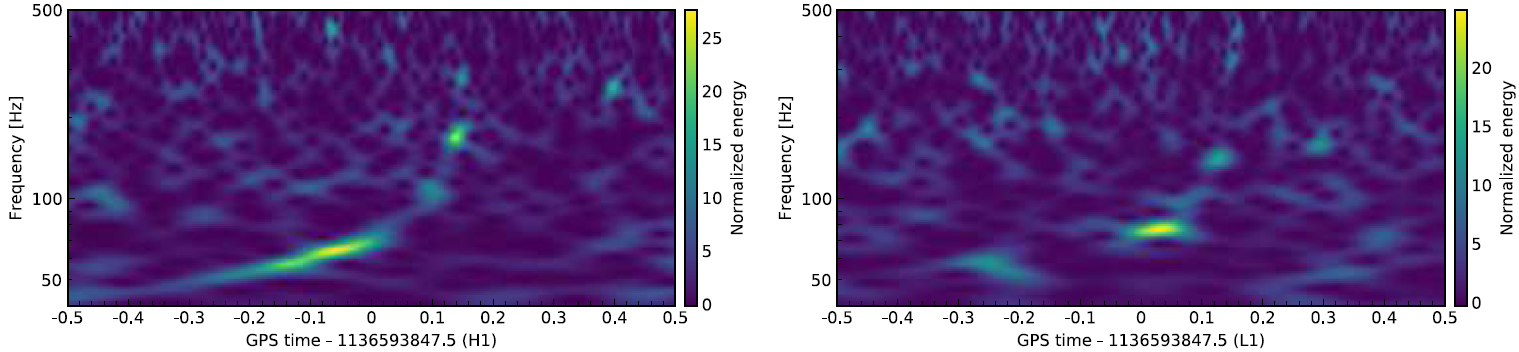 500
100
50
Frequency [Hz]
-0.5 -0.4 -0.3 -0.2 -0.1 0 0.1 0.2 0.3 0.4 0.5
GPS time - 1136593847.5 (H1)
25
20
15
10
5
0
Normalized energy
500
100
50
Frequency [Hz]
-0.5 -0.4 -0.3 -0.2 -0.1 0 0.1 0.2 0.3 0.4 0.5
GPS time - 1136593847.5 (L1)
20
15
10
5
0
Normalized energy